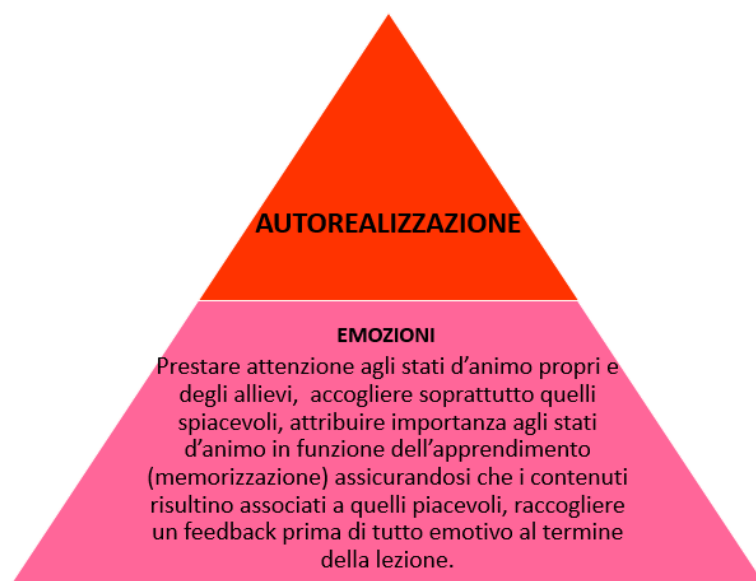 AUTOREALIZZAZIONE
EMOZIONI
Prestare attenzione agli stati d’animo propri e
degli allievi,  accogliere soprattutto quelli
spiacevoli, attribuire importanza agli stati
d’animo in funzione dell’apprendimento
(memorizzazione) assicurandosi che i contenuti
risultino associati a quelli piacevoli, raccogliere
un feedback prima di tutto emotivo al termine
della lezione.